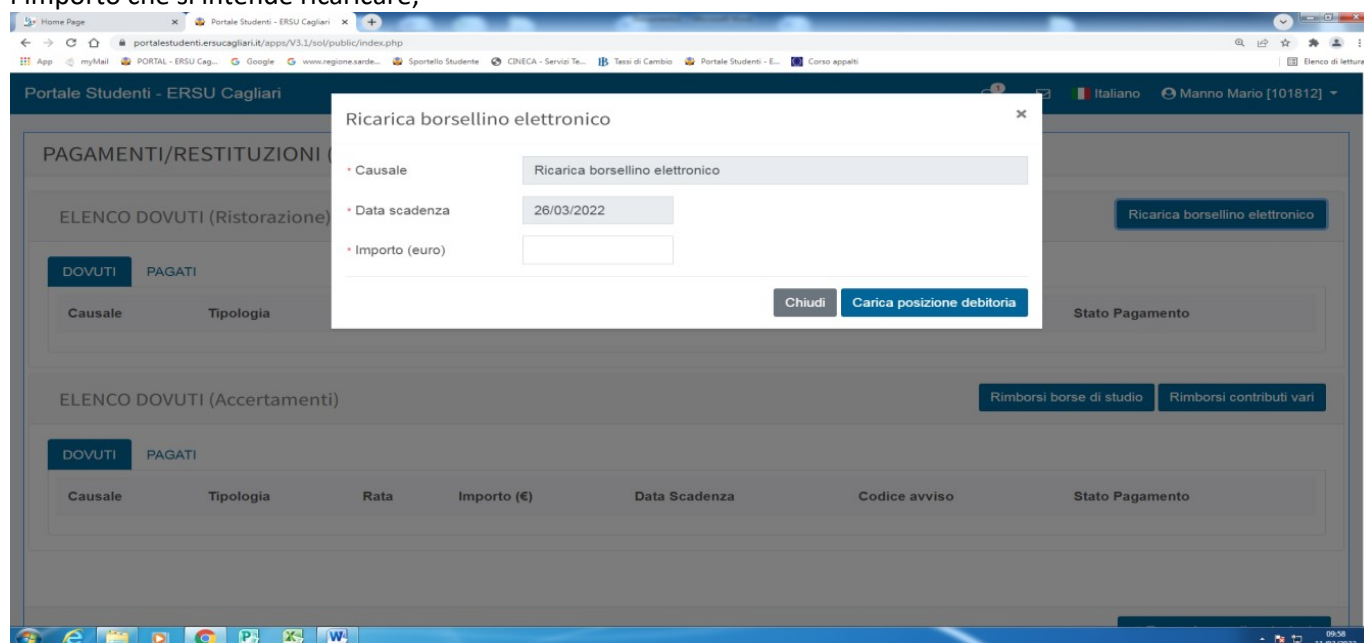 l'importo che si intende ricaricare;
Home Page
Portale Studenti - ERSU Cagliari
portalestudenti.ersucagliari.it/apps/V3.1/sol/public/index.php
App myMail PORTAL - ERSU Cag... Google www.regione.sarde... Sportello Studente CINECA - Servizi Te... Tassi di Cambio Portale Studenti - E... Corso appalti Elenco di lettura
Portale Studenti - ERSU Cagliari Italiano Manno Mario [101812]
Ricarica borsellino elettronico ×
PAGAMENTI/RESTITUZIONI (
* Causale Ricarica borsellino elettronico
ELENCO DOVUTI (Ristorazione) * Data scadenza 26/03/2022 Ricarica borsellino elettronico
* Importo (euro)
DOVUTI PAGATI
Chiudi Carica posizione debitoria
Causale Tipologia Stato Pagamento
ELENCO DOVUTI (Accertamenti) Rimborsi borse di studio Rimborsi contributi vari
DOVUTI PAGATI
Causale Tipologia Rata Importo (€) Data Scadenza Codice avviso Stato Pagamento
09:58